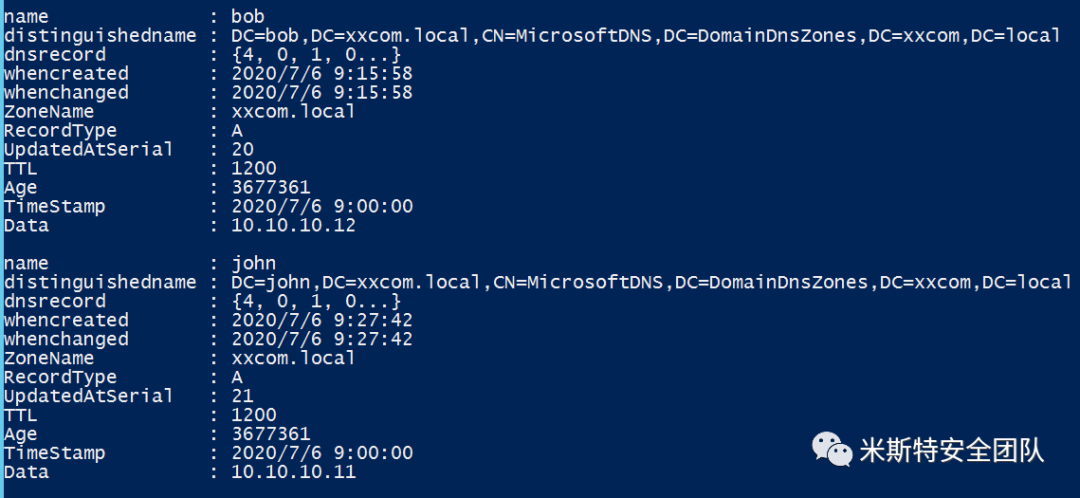 name              : bob
distinguishedname : DC=bob,DC=xxcom.local,CN=MicrosoftDNS,DC=DomainDnsZones,DC=xxcom,DC=local
dnsrecord         : {4, 0, 1, 0...}
whencreated       : 2020/7/6 9:15:58
whenchanged       : 2020/7/6 9:15:58
ZoneName          : xxcom.local
RecordType        : A
UpdatedAtSerial   : 20
TTL               : 1200
Age               : 3677361
TimeStamp         : 2020/7/6 9:00:00
Data              : 10.10.10.12
name              : john
distinguishedname : DC=john,DC=xxcom.local,CN=MicrosoftDNS,DC=DomainDnsZones,DC=xxcom,DC=local
dnsrecord         : {4, 0, 1, 0...}
whencreated       : 2020/7/6 9:27:42
whenchanged       : 2020/7/6 9:27:42
ZoneName          : xxcom.local
RecordType        : A
UpdatedAtSerial   : 21
TTL               : 1200
Age               : 3677361
TimeStamp         : 2020/7/6 9:00:00
Data              : 10.10.10.11
米斯特安全团队